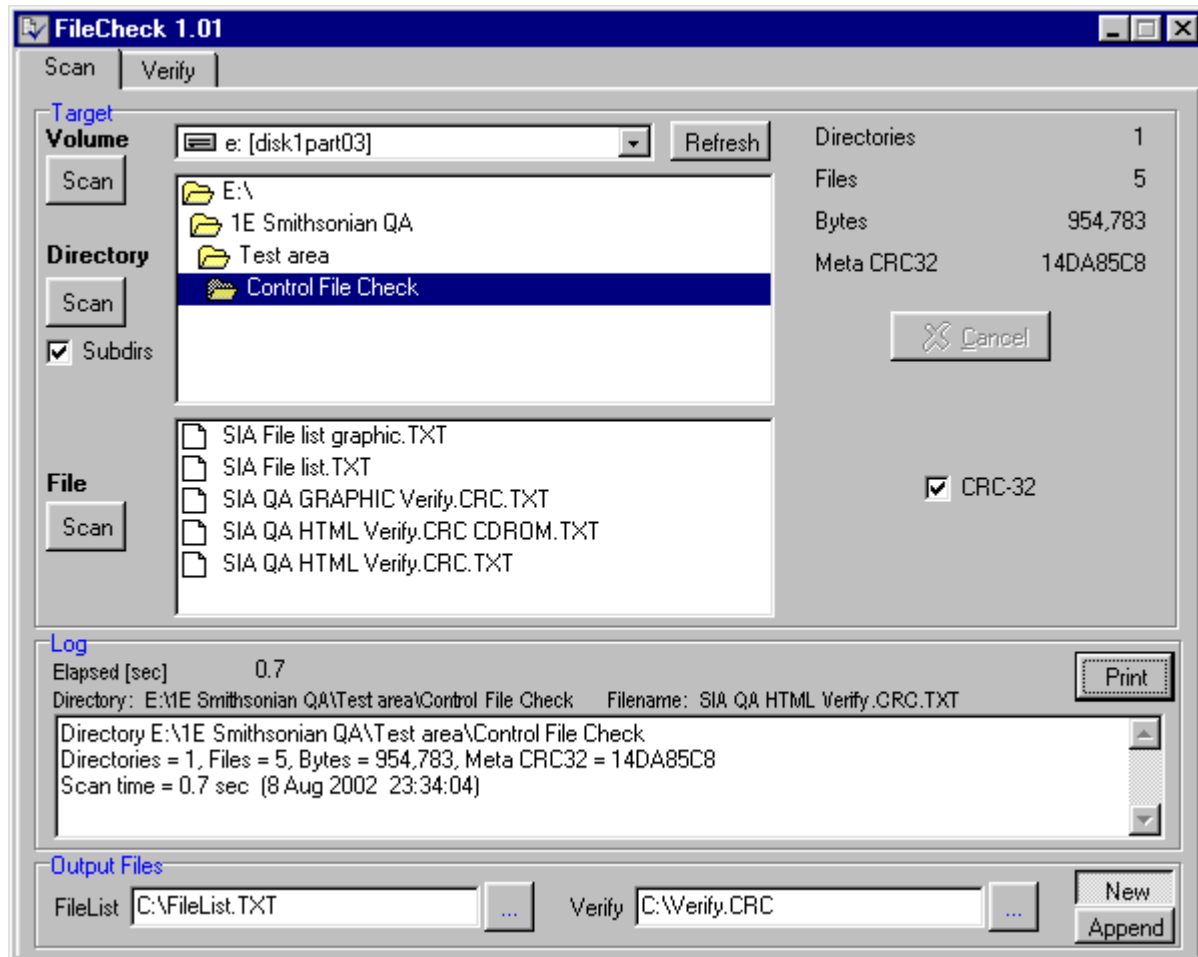 FileCheck 1.01
Scan Verify
Target
Volume
Scan
e: [disk1part03]
Refresh
Directory
Scan
Subdirs
E:\
1E Smithsonian QA
Test area
Control File Check
Directories 1
Files 5
Bytes 954,783
Meta CRC32 14DA85C8
Cancel
File
Scan
SIA File list graphic.TXT
SIA File list.TXT
SIA QA GRAPHIC Verify.CRC.TXT
SIA QA HTML Verify.CRC CDROM.TXT
SIA QA HTML Verify.CRC.TXT
CRC-32
Log
Elapsed [sec] 0.7
Print
Directory: E:\1E Smithsonian QA\Test area\Control File Check Filename: SIA QA HTML Verify.CRC.TXT
Directory E:\1E Smithsonian QA\Test area\Control File Check
Directories = 1, Files = 5, Bytes = 954,783, Meta CRC32 = 14DA85C8
Scan time = 0.7 sec (8 Aug 2002 23:34:04)
Output Files
FileList C:\FileList.TXT ... Verify C:\Verify.CRC ...
New
Append